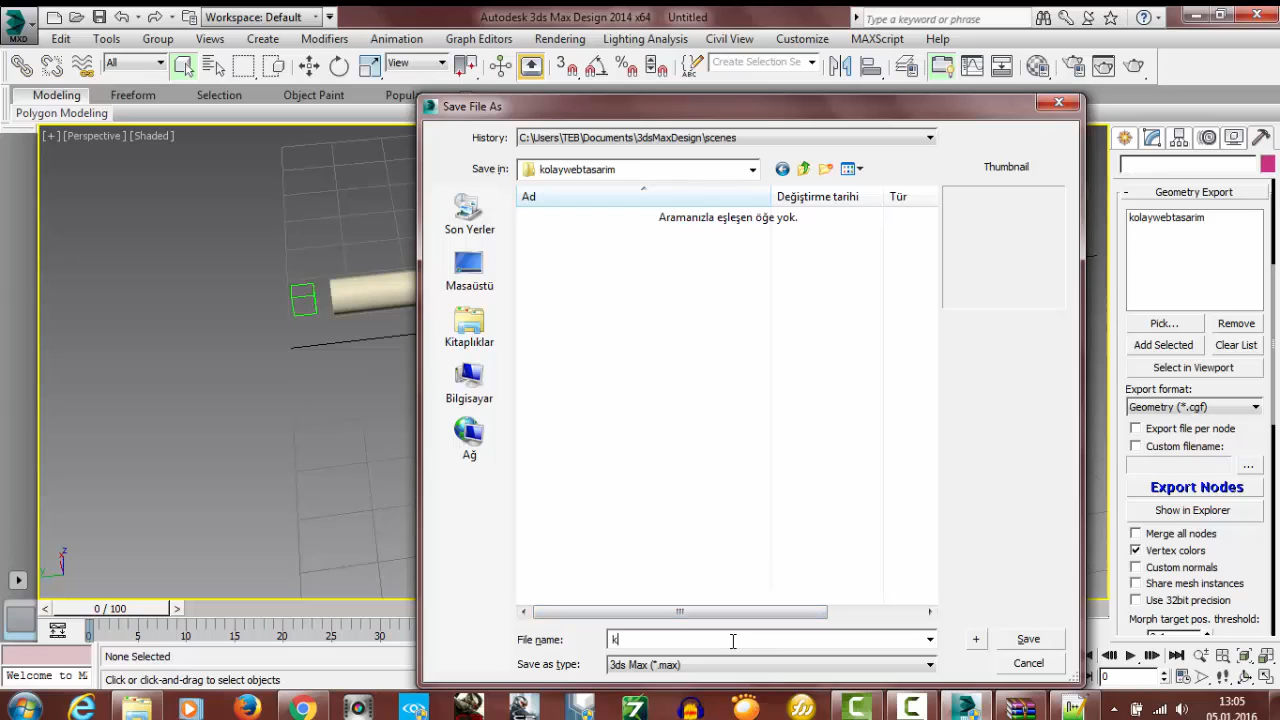 Workspace: Default
Autodesk 3ds Max Design 2014 x64
Untitled
Type a keyword or phrase
MXD
Edit
Tools
Group
Views
Create
Modifiers
Animation
Graph Editors
Rendering
Lighting Analysis
Civil View
Customize
MAXScript
Help
All
View
Create Selection Se
Modeling
Freeform
Selection
Object Paint
Popul
Polygon Modeling
[+] [Perspective] [Shaded]
Save File As
History:
C:\Users\TEB\Documents\3dsMaxDesign\scenes
Save in:
kolaywebtasarim
Thumbnail
Ad
Değiştirme tarihi
Tür
Aramanızla eşleşen öğe yok.
Son Yerler
Masaüstü
Kitaplıklar
Bilgisayar
Ağ
File name:
k
+
Save
Save as type:
3ds Max (*.max)
Cancel
Geometry Export
kolaywebtasarim
Pick...
Remove
Add Selected
Clear List
Select in Viewport
Export format:
Geometry (*.cgf)
Export file per node
Custom filename:
...
Export Nodes
Show in Explorer
Merge all nodes
Vertex colors
Custom normals
Share mesh instances
Use 32bit precision
Morph target pos. threshold:
z
x
y
0 / 100
0
5
10
15
20
25
30
None Selected
Welcome to M
Click or click-and-drag to select objects
0
13:05
05.01.2016